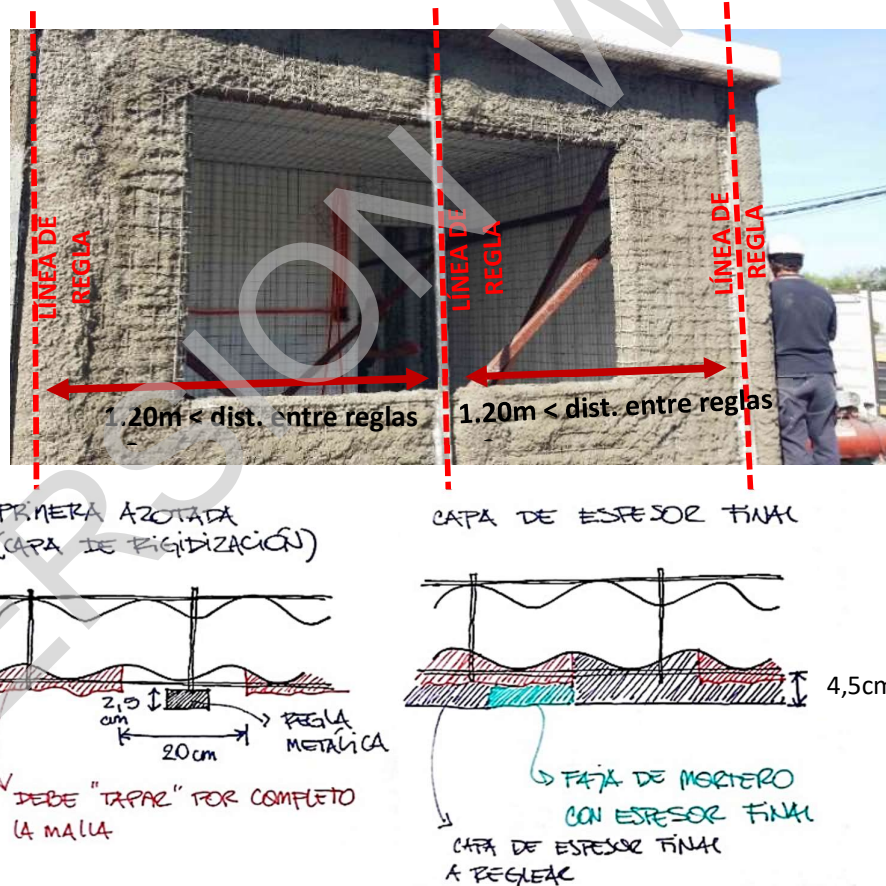 VERSION W
LÍNEA DE
REGLA
LÍNEA DE
REGLA
LÍNEA DE
REGLA
1.20m < dist. entre reglas
1.20m < dist. entre reglas
PRIMERA AZOTADA
(CAPA DE RIGIDIZACIÓN)
2,5
cm
20cm
REGLA
METÁLICA
DEBE "TAPAR" POR COMPLETO
LA MALLA
CAPA DE ESPESOR FINAL
4,5cm
FAJA DE MORTERO
CON ESPESOR FINAL
CAPA DE ESPESOR FINAL
A REGLEAR